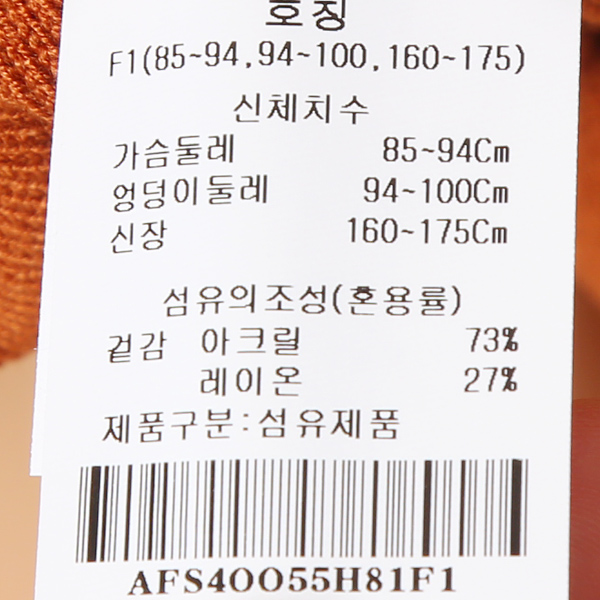 호칭
F1(85~94,94~100,160~175)
신체치수
가슴둘레 85~94Cm
엉덩이둘레 94~100Cm
신장 160~175Cm
섬유의조성(혼용률)
겉감 아크릴 73%
레이온 27%
제품구분:섬유제품
AFS40055H81F1